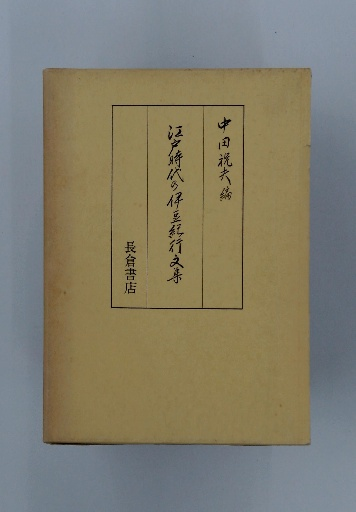 中田祝夫編
江戸時代の伊豆紀行文集
長倉書店